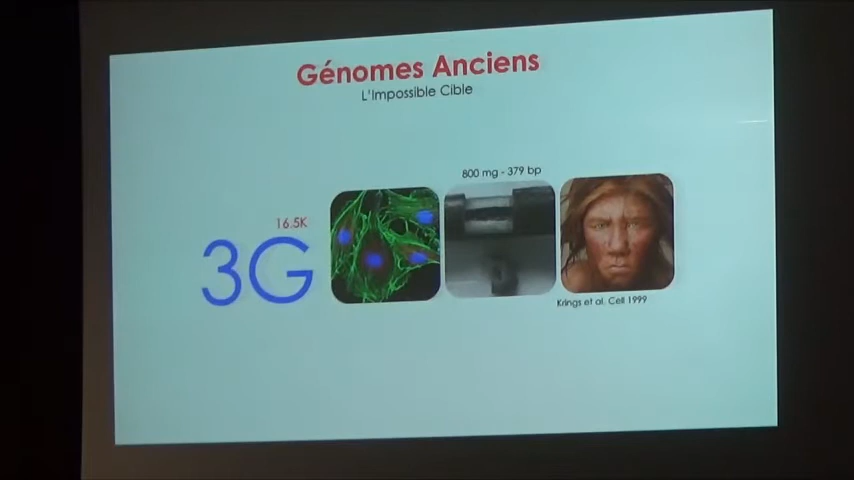 Génomes Anciens
L'Impossible Cible
800 mg - 379 bp
16.5K
3G
Krings et al. Cell 1999